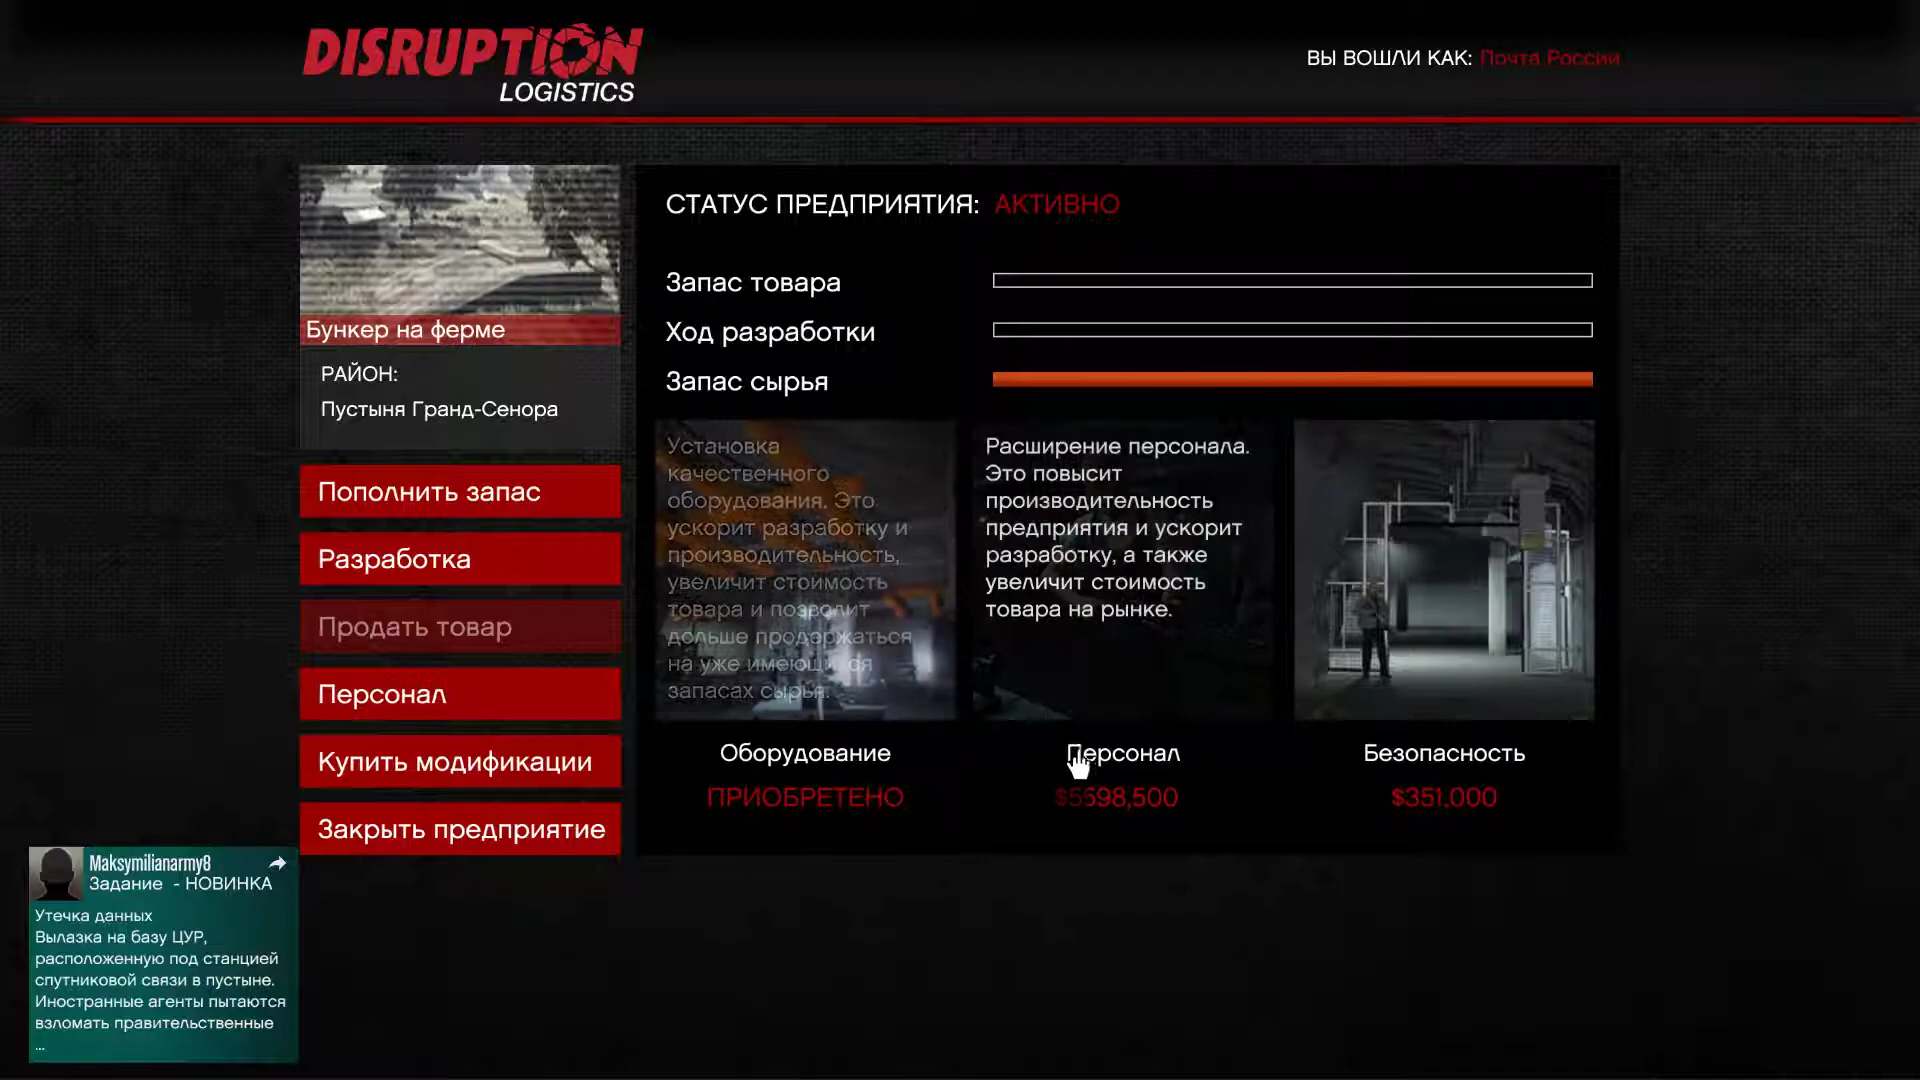 DISRUPTION
LOGISTICS
ВЫ ВОШЛИ КАК: Почта России
СТАТУС ПРЕДПРИЯТИЯ: АКТИВНО
Запас товара
Ход разработки
Запас сырья
Бункер на ферме
РАЙОН:
Пустыня Гранд-Сенора
Пополнить запас
Разработка
Продать товар
Персонал
Купить модификации
Закрыть предприятие
Установка
качественного
оборудования. Это
ускорит разработку и
производительность,
увеличит стоимость
товара и позволит
дольше продержаться
на уже имеющихся
запасах сырья.
Оборудование
ПРИОБРЕТЕНО
Расширение персонала.
Это повысит
производительность
предприятия и ускорит
разработку, а также
увеличит стоимость
товара на рынке.
Персонал
$5598,500
Безопасность
$351,000
Maksymilianarmy8
Задание - НОВИНКА
Утечка данных
Вылазка на базу ЦУР,
расположенную под станцией
спутниковой связи в пустыне.
Иностранные агенты пытаются
взломать правительственные
...